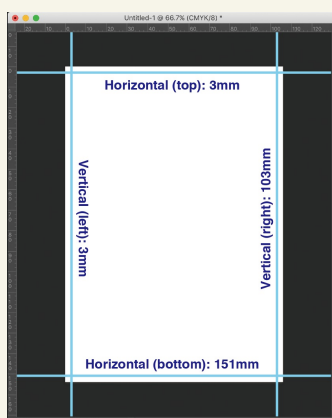 Untitled-1 @ 66.7% (CMYK/8) *
Horizontal (top): 3mm
Vertical (left): 3mm
Vertical (right): 103mm
Horizontal (bottom): 151mm